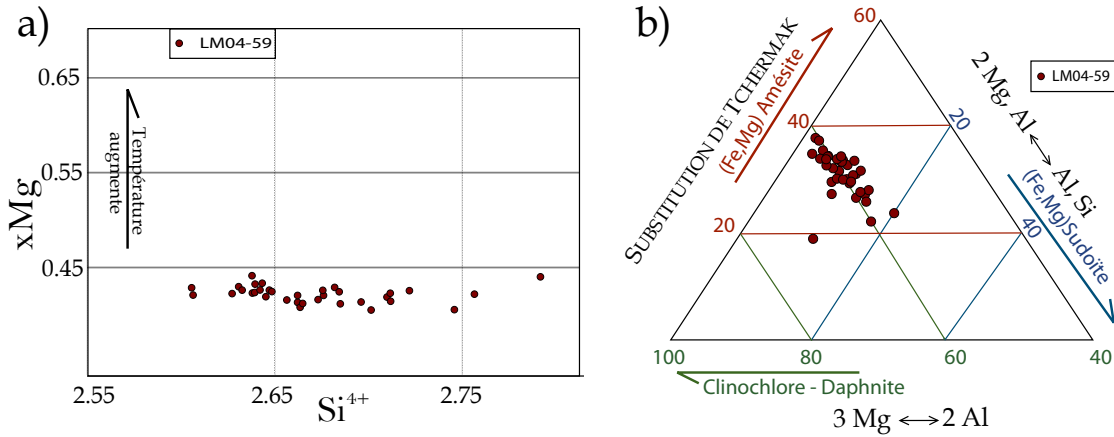 a)
LM04-59
0.65
0.55
0.45
xMg
Température
augmente
2.55
2.65
2.75
Si⁴⁺
b)
LM04-59
60
40
20
20
40
100
80
60
40
SUBSTITUTION DE TCHERMAK
(Fe,Mg) Amésite
2 Mg, Al ↔ Al, Si
(Fe,Mg)Sudoïte
Clinochlore - Daphnite
3 Mg ↔ 2 Al